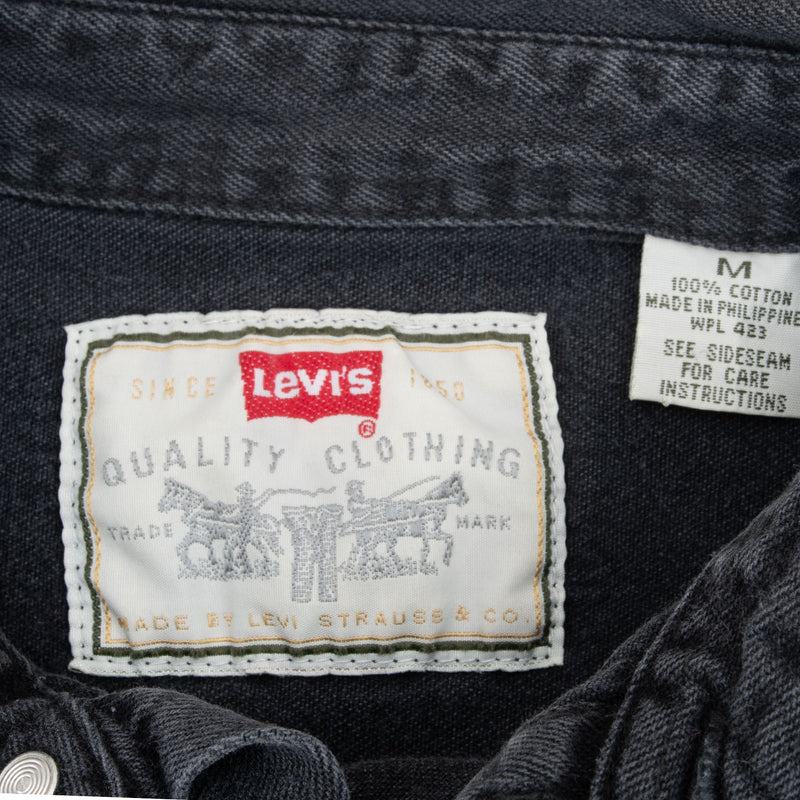 SINCE LEVI'S 1850
®
QUALITY CLOTHING
TRADE MARK
MADE BY LEVI STRAUSS & CO.
M
100% COTTON
MADE IN PHILIPPINE
WPL 423
SEE SIDESEAM
FOR CARE
INSTRUCTIONS